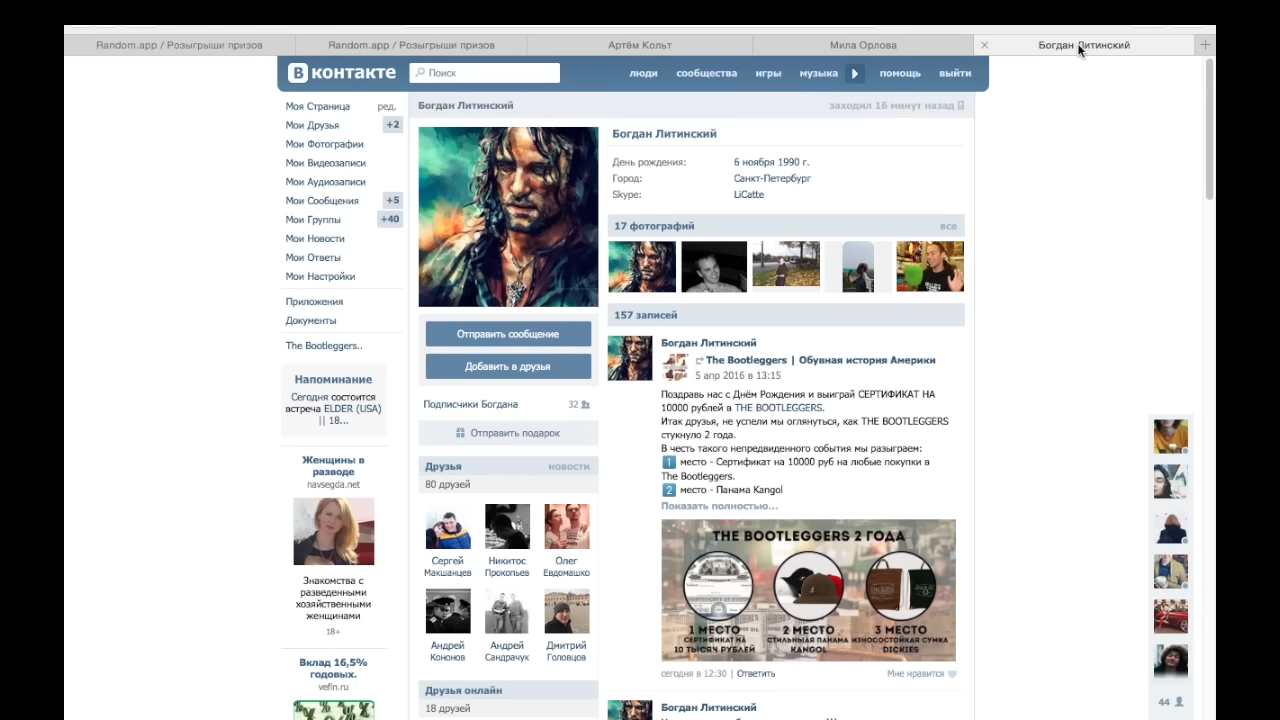 Random.app / Розыгрыши призов
Random.app / Розыгрыши призов
Артём Кольт
Мила Орлова
Богдан Литинский
В контакте
Поиск
люди
сообщества
игры
музыка
помощь
выйти
Моя Страница
ред.
Мои Друзья
+2
Мои Фотографии
Мои Видеозаписи
Мои Аудиозаписи
Мои Сообщения
+5
Мои Группы
+40
Мои Новости
Мои Ответы
Мои Настройки
Приложения
Документы
The Bootleggers..
Напоминание
Сегодня состоится
встреча ELDER (USA)
|| 18...
Женщины в
разводе
navsegda.net
Знакомства с
разведенными
хозяйственными
женщинами
18+
Вклад 16,5%
годовых.
vefin.ru
Богдан Литинский
заходил 16 минут назад
Отправить сообщение
Добавить в друзья
Подписчики Богдана
32
Отправить подарок
Друзья
новости
80 друзей
Сергей
Макшанцев
Никитос
Прокопьев
Олег
Евдомашко
Андрей
Кононов
Андрей
Сандрачук
Дмитрий
Головцов
Друзья онлайн
18 друзей
Богдан Литинский
День рождения:
6 ноября 1990 г.
Город:
Санкт-Петербург
Skype:
LiCatte
17 фотографий
все
157 записей
Богдан Литинский
The Bootleggers | Обувная история Америки
5 апр 2016 в 13:15
Поздравь нас с Днём Рождения и выиграй СЕРТИФИКАТ НА
10000 рублей в THE BOOTLEGGERS.
Итак друзья, не успели мы оглянуться, как THE BOOTLEGGERS
стукнуло 2 года.
В честь такого непредвиденного события мы разыграем:
1 место - Сертификат на 10000 руб на любые покупки в
The Bootleggers.
2 место - Панама Kangol
Показать полностью...
THE BOOTLEGGERS 2 ГОДА
1 МЕСТО
СЕРТИФИКАТ НА
10 ТЫСЯЧ РУБЛЕЙ
2 МЕСТО
СТИЛЬНЫАЯ ПАНАМА
KANGOL
3 МЕСТО
ИЗНОСОСТОЙКАЯ СУМКА
DICKIES
сегодня в 12:30 | Ответить
Мне нравится
Богдан Литинский
44